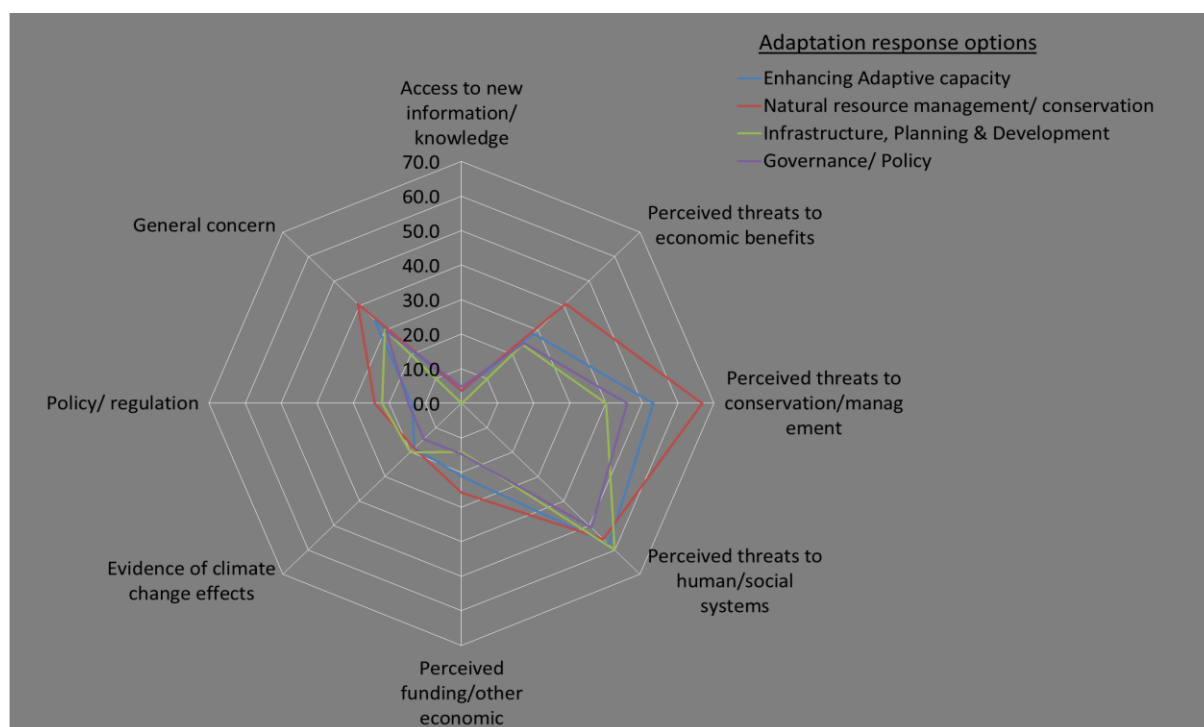 Adaptation response options
Enhancing Adaptive capacity
Natural resource management/ conservation
Infrastructure, Planning & Development
Governance/ Policy
Access to new
information/
knowledge
70.0
60.0
50.0
40.0
30.0
20.0
10.0
0.0
Perceived threats to
economic benefits
Perceived threats to
conservation/manag
ement
Perceived threats to
human/social
systems
Perceived
funding/other
economic
Evidence of climate
change effects
Policy/ regulation
General concern